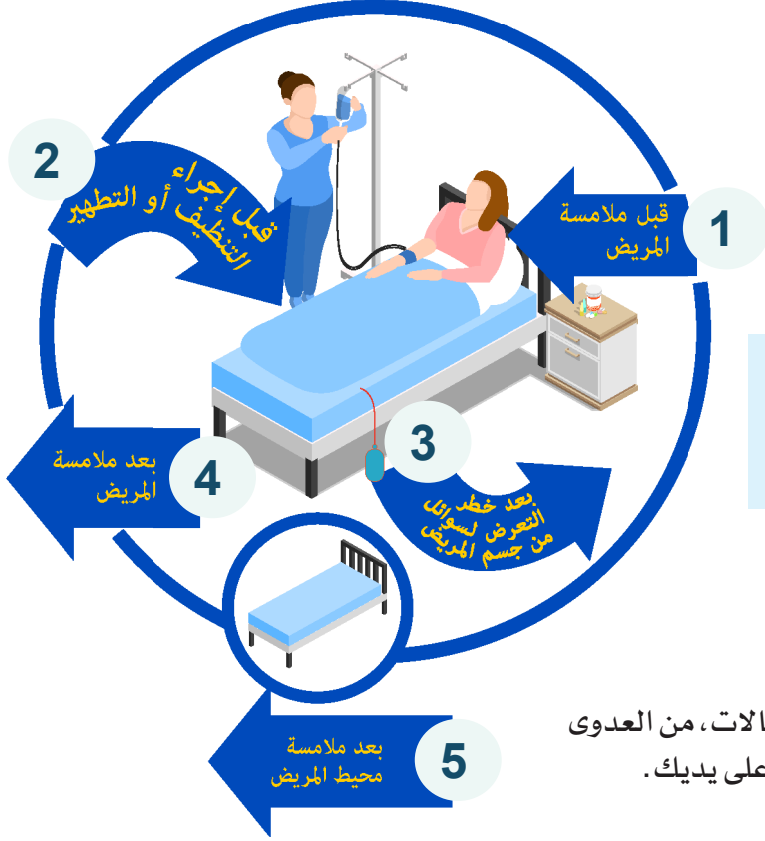 1
قبل ملامسة
المريض
2
قبل إجراء
التنظيف أو التطهير
3
بعد خطر
التعرض لسوائل
من جسم المريض
4
بعد ملامسة
المريض
5
بعد ملامسة
محيط المريض
الات، من العدوى
على يديك.